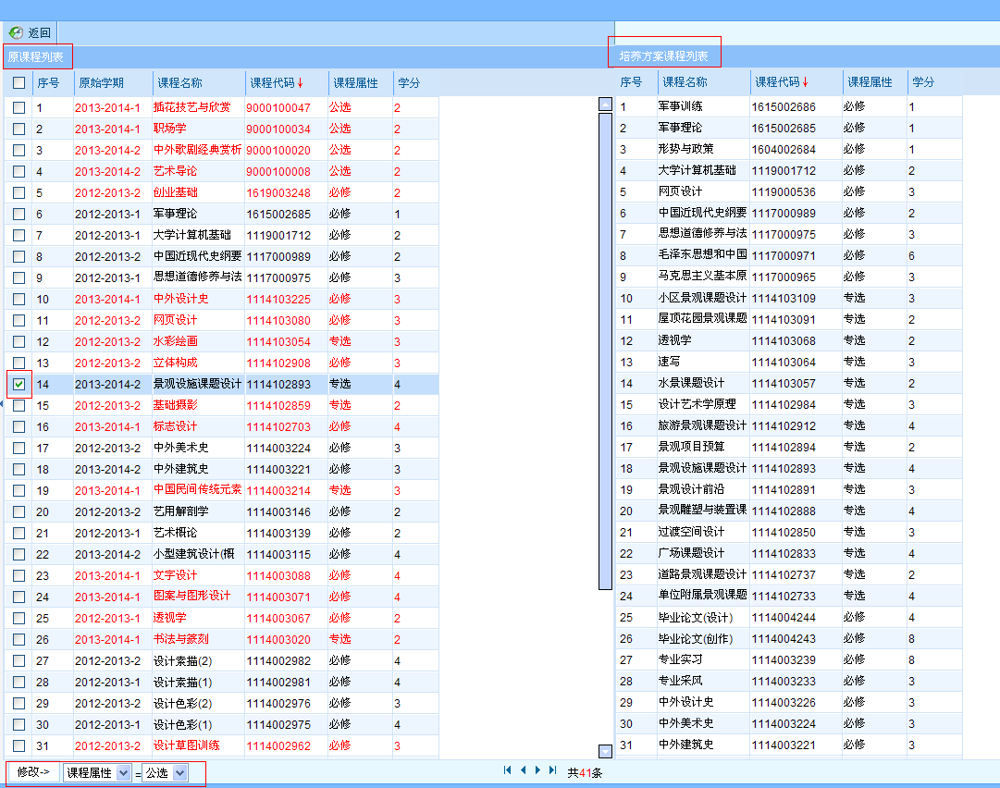 返回
原课程列表
序号 原始学期 课程名称 课程代码↓ 课程属性 学分
1 2013-2014-1 插花技艺与欣赏 9000100047 公选 2
2 2013-2014-1 职场学 9000100034 公选 2
3 2013-2014-2 中外歌剧经典赏析 9000100020 公选 2
4 2013-2014-2 艺术导论 9000100008 公选 2
5 2012-2013-2 创业基础 1619003248 必修 2
6 2012-2013-1 军事理论 1615002685 必修 1
7 2012-2013-1 大学计算机基础 1119001712 必修 2
8 2012-2013-2 中国近现代史纲要 1117000989 必修 2
9 2012-2013-1 思想道德修养与法 1117000975 必修 3
10 2013-2014-1 中外设计史 1114103225 必修 3
11 2012-2013-2 网页设计 1114103080 必修 3
12 2012-2013-2 水彩绘画 1114103054 专选 3
13 2012-2013-2 立体构成 1114102908 必修 3
14 2013-2014-2 景观设施课题设计 1114102893 专选 4
15 2012-2013-2 基础摄影 1114102859 专选 2
16 2013-2014-1 标志设计 1114102703 必修 4
17 2012-2013-2 中外美术史 1114003224 必修 3
18 2013-2014-2 中外建筑史 1114003221 必修 3
19 2013-2014-1 中国民间传统元素 1114003214 专选 3
20 2012-2013-2 艺用解剖学 1114003146 必修 2
21 2012-2013-1 艺术概论 1114003139 必修 2
22 2013-2014-2 小型建筑设计(概 1114003115 必修 4
23 2013-2014-1 文字设计 1114003088 必修 4
24 2013-2014-1 图案与图形设计 1114003071 必修 4
25 2012-2013-1 透视学 1114003067 必修 2
26 2013-2014-1 书法与篆刻 1114003020 专选 2
27 2012-2013-2 设计素描(2) 1114002982 必修 4
28 2012-2013-1 设计素描(1) 1114002981 必修 4
29 2012-2013-2 设计色彩(2) 1114002976 必修 3
30 2012-2013-1 设计色彩(1) 1114002975 必修 4
31 2012-2013-2 设计草图训练 1114002962 必修 3
修改-> 课程属性 = 公选
共41条
培养方案课程列表
序号 课程名称 课程代码↓ 课程属性 学分
1 军事训练 1615002686 必修 1
2 军事理论 1615002685 必修 1
3 形势与政策 1604002684 必修 1
4 大学计算机基础 1119001712 必修 2
5 网页设计 1119000536 必修 3
6 中国近现代史纲要 1117000989 必修 2
7 思想道德修养与法 1117000975 必修 3
8 毛泽东思想和中国 1117000971 必修 6
9 马克思主义基本原 1117000965 必修 3
10 小区景观课题设计 1114103109 专选 3
11 屋顶花园景观课题 1114103091 专选 2
12 透视学 1114103068 专选 2
13 速写 1114103064 专选 3
14 水景课题设计 1114103057 专选 2
15 设计艺术学原理 1114102984 专选 3
16 旅游景观课题设计 1114102912 专选 4
17 景观项目预算 1114102894 专选 2
18 景观设施课题设计 1114102893 专选 4
19 景观设计前沿 1114102891 专选 3
20 景观雕塑与装置课 1114102888 专选 4
21 过渡空间设计 1114102850 专选 3
22 广场课题设计 1114102833 专选 4
23 道路景观课题设计 1114102737 专选 2
24 单位附属景观课题 1114102733 专选 4
25 毕业论文(设计) 1114004244 必修 4
26 毕业论文(创作) 1114004243 必修 8
27 专业实习 1114003239 必修 8
28 专业采风 1114003233 必修 3
29 中外设计史 1114003226 必修 3
30 中外美术史 1114003224 必修 3
31 中外建筑史 1114003221 必修 3